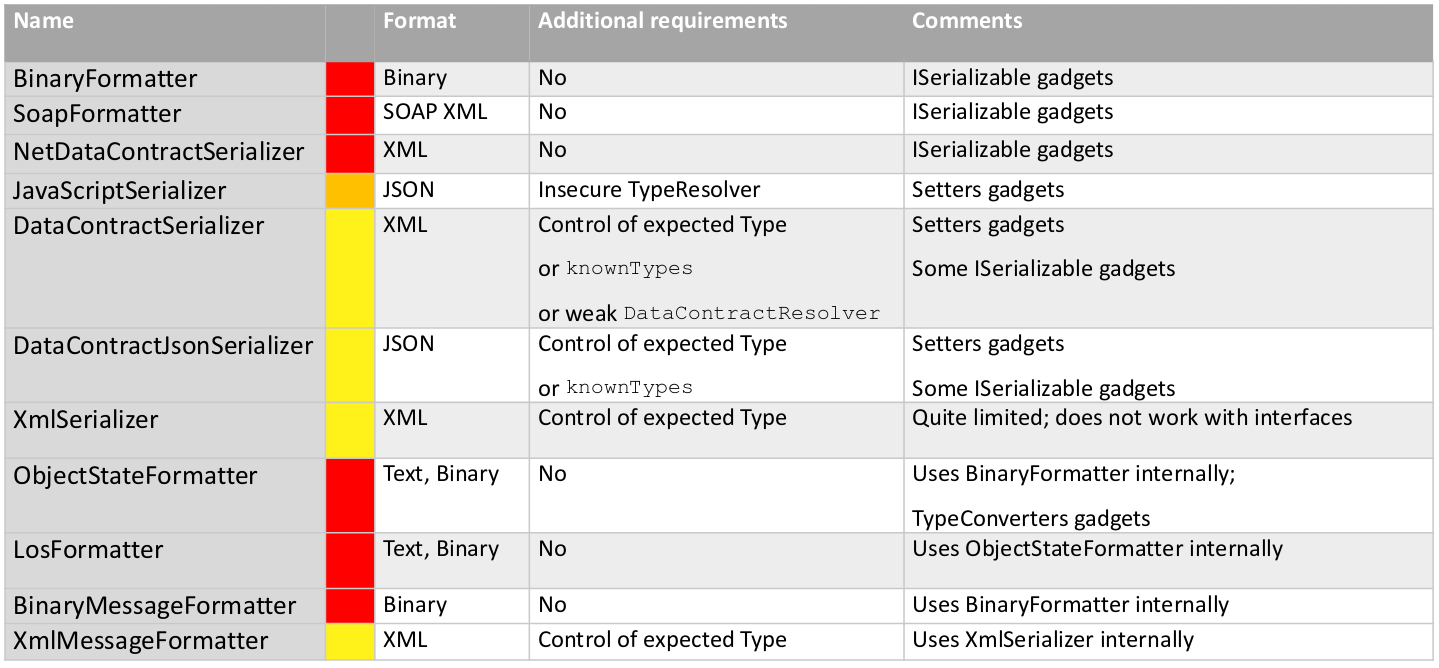 Name Format Additional requirements Comments
BinaryFormatter Binary No ISerializable gadgets
SoapFormatter SOAP XML No ISerializable gadgets
NetDataContractSerializer XML No ISerializable gadgets
JavaScriptSerializer JSON Insecure TypeResolver Setters gadgets
DataContractSerializer XML Control of expected Type Setters gadgets
or knownTypes Some ISerializable gadgets
or weak DataContractResolver
DataContractJsonSerializer JSON Control of expected Type Setters gadgets
or knownTypes Some ISerializable gadgets
XmlSerializer XML Control of expected Type Quite limited; does not work with interfaces
ObjectStateFormatter Text, Binary No Uses BinaryFormatter internally;
TypeConverters gadgets
LosFormatter Text, Binary No Uses ObjectStateFormatter internally
BinaryMessageFormatter Binary No Uses BinaryFormatter internally
XmlMessageFormatter XML Control of expected Type Uses XmlSerializer internally